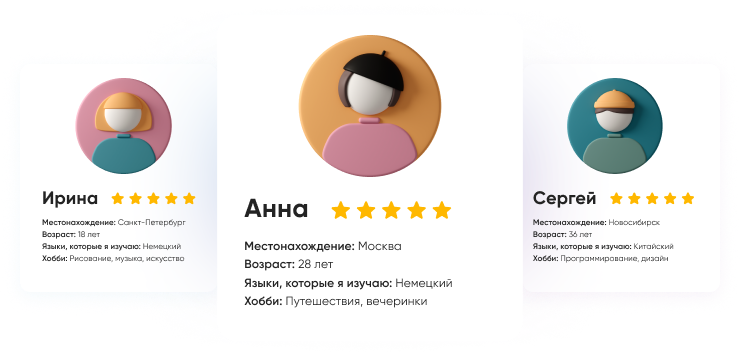 Ирина
Местонахождение: Санкт-Петербург
Возраст: 18 лет
Языки, которые я изучаю: Немецкий
Хобби: Рисование, музыка, искусство
Анна
Местонахождение: Москва
Возраст: 28 лет
Языки, которые я изучаю: Немецкий
Хобби: Путешествия, вечеринки
Сергей
Местонахождение: Новосибирск
Возраст: 36 лет
Языки, которые я изучаю: Китайский
Хобби: Программирование, дизайн